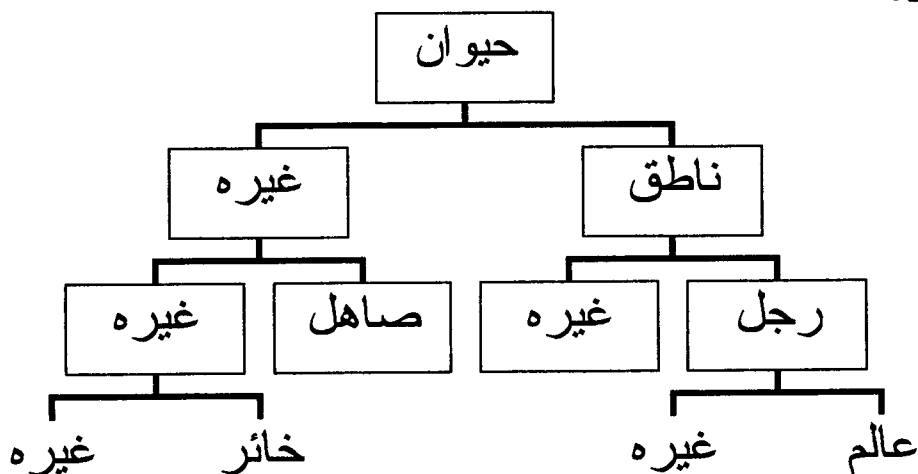 حيوان
ناطق غيره
رجل غيره صاهل غيره
عالم غيره خائر غيره